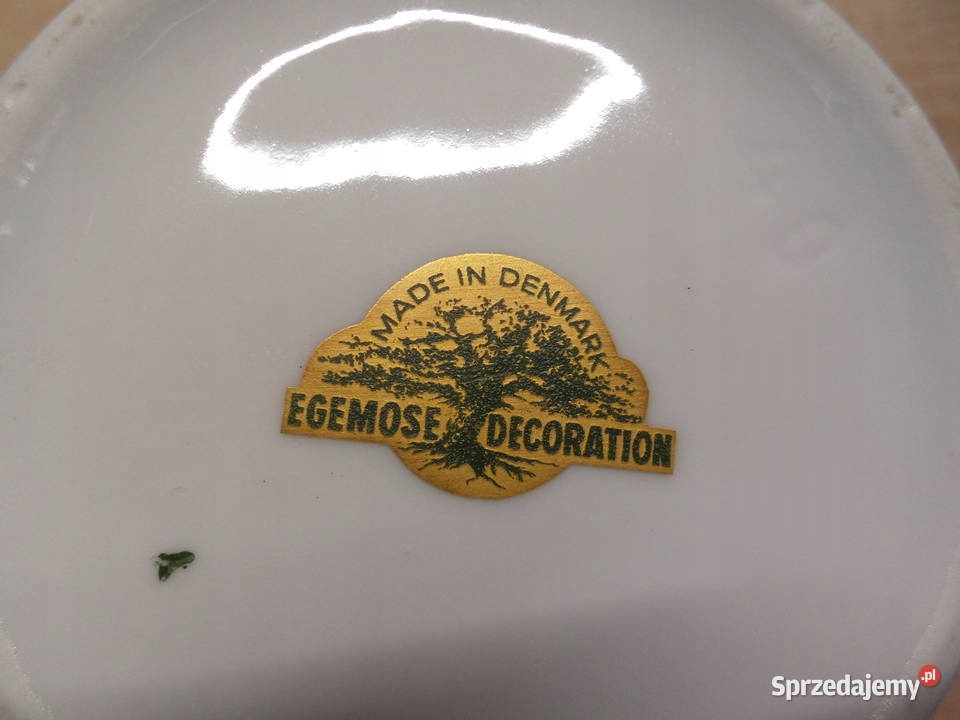 MADE IN DENMARK
EGEMOSE DECORATION
Sprzedajemy.pl